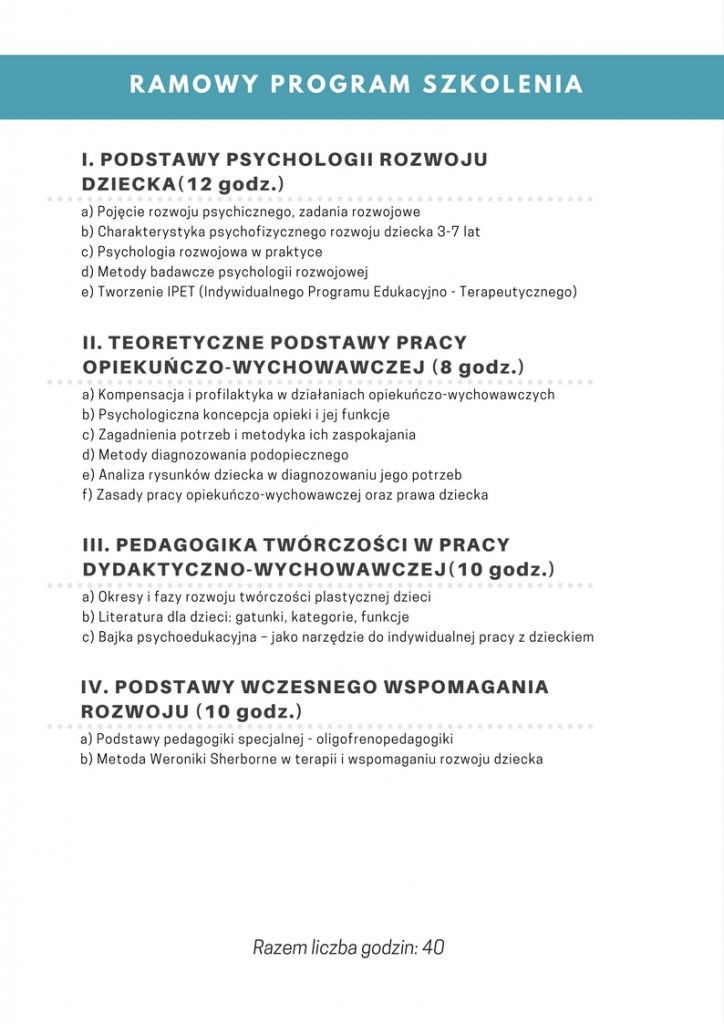 RAMOWY PROGRAM SZKOLENIA
I. PODSTAWY PSYCHOLOGII ROZWOJU
DZIECKA(12 godz.)
a) Pojęcie rozwoju psychicznego, zadania rozwojowe
b) Charakterystyka psychofizycznego rozwoju dziecka 3-7 lat
c) Psychologia rozwojowa w praktyce
d) Metody badawcze psychologii rozwojowej
e) Tworzenie IPET (Indywidualnego Programu Edukacyjno - Terapeutycznego)
II. TEORETYCZNE PODSTAWY PRACY
OPIEKUŃCZO-WYCHOWAWCZEJ (8 godz.)
a) Kompensacja i profilaktyka w działaniach opiekuńczo-wychowawczych
b) Psychologiczna koncepcja opieki i jej funkcje
c) Zagadnienia potrzeb i metodyka ich zaspokajania
d) Metody diagnozowania podopiecznego
e) Analiza rysunków dziecka w diagnozowaniu jego potrzeb
f) Zasady pracy opiekuńczo-wychowawczej oraz prawa dziecka
III. PEDAGOGIKA TWÓRCZOŚCI W PRACY
DYDAKTYCZNO-WYCHOWAWCZEJ(10 godz.)
a) Okresy i fazy rozwoju twórczości plastycznej dzieci
b) Literatura dla dzieci: gatunki, kategorie, funkcje
c) Bajka psychoedukacyjna – jako narzędzie do indywidualnej pracy z dzieckiem
IV. PODSTAWY WCZESNEGO WSPOMAGANIA
ROZWOJU (10 godz.)
a) Podstawy pedagogiki specjalnej - oligofrenopedagogiki
b) Metoda Weroniki Sherborne w terapii i wspomaganiu rozwoju dziecka
Razem liczba godzin: 40